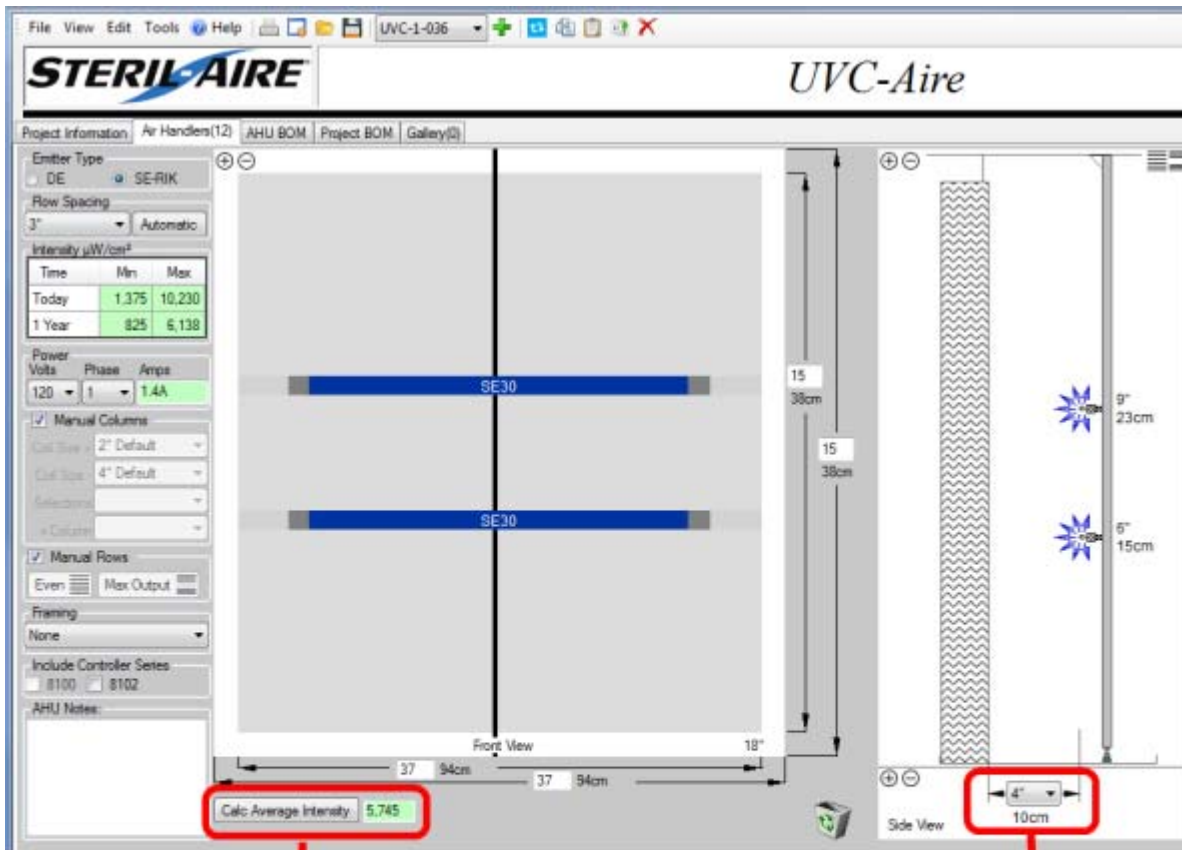 File View Edit Tools Help UVC-1-036
STERIL-AIRE
UVC-Aire
Project Information Air Handlers(12) AHU BOM Project BOM Gallery(0)
Emitter Type
DE SE-RIK
Row Spacing
3" Automatic
Intensity µW/cm²
Time Min Max
Today 1,375 10,230
1 Year 825 6,138
Power
Volts Phase Amps
120 1 1.4A
Manual Columns
2" Default
4" Default
Selections
+ Column
Manual Rows
Even Max Output
Framing
None
Include Controller Series
8100 8102
AHU Notes:
SE30
SE30
15
38cm
15
38cm
Front View 18"
37 94cm
37 94cm
Calc Average Intensity 5,745
9"
23cm
6"
15cm
4"
10cm
Side View